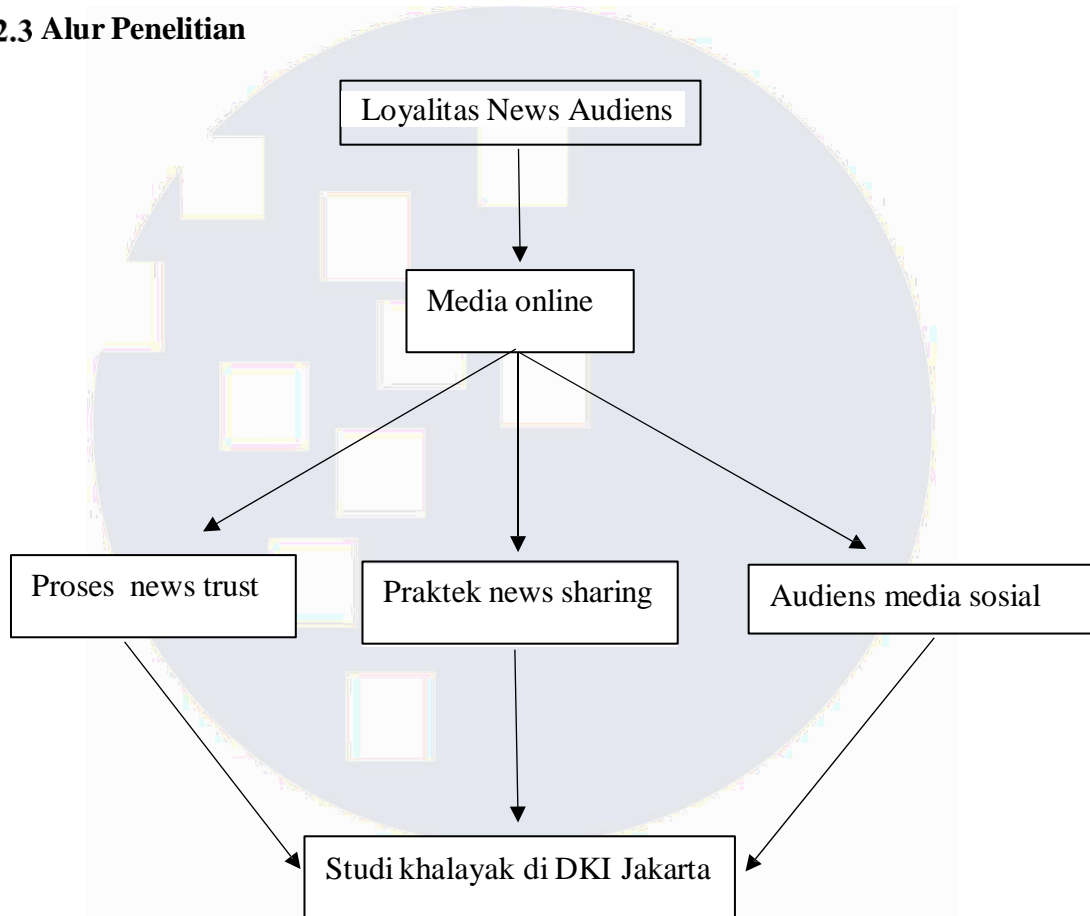 2.3 Alur Penelitian
Loyalitas News Audiens
Media online
Proses news trust
Praktek news sharing
Audiens media sosial
Studi khalayak di DKI Jakarta